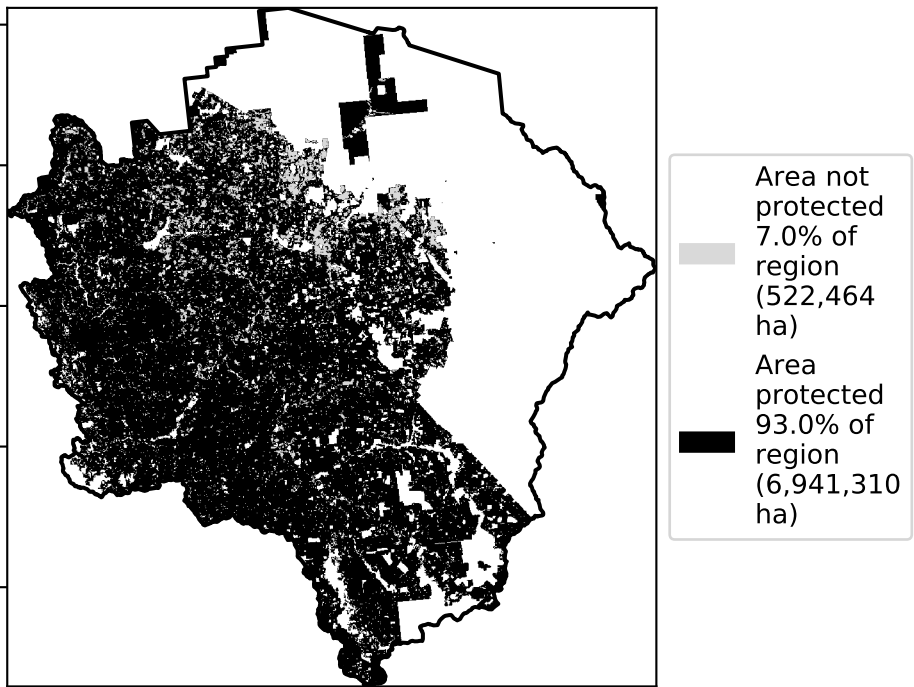 Area not
protected
7.0% of
region
(522,464
ha)
Area
protected
93.0% of
region
(6,941,310
ha)